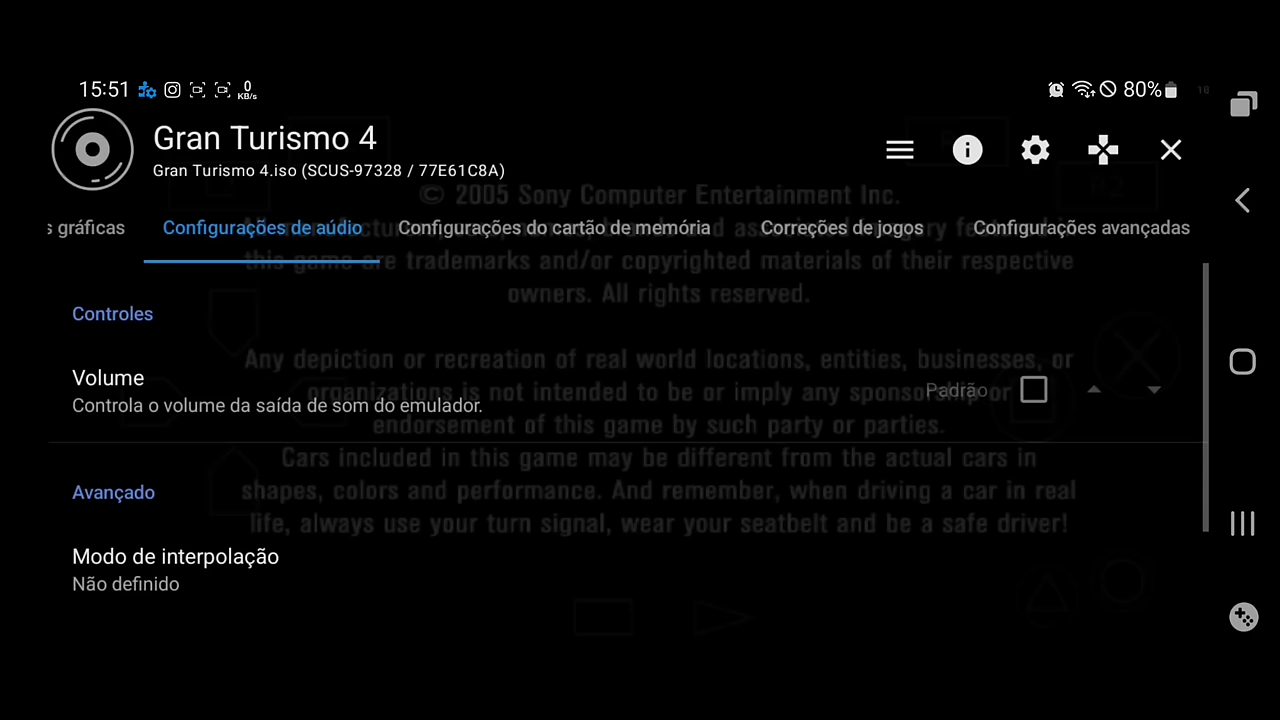 15:51 0 KB/s 80%
Gran Turismo 4
Gran Turismo 4.iso (SCUS-97328 / 77E61C8A)
© 2005 Sony Computer Entertainment Inc.
s gráficas Configurações de aúdio Configurações do cartão de memória Correções de jogos Configurações avançadas
this game are trademarks and/or copyrighted materials of their respective
owners. All rights reserved.
Controles
Any depiction or recreation of real world locations, entities, businesses, or
Volume
organizations is not intended to be or imply any sponsorship or
Padrão
Controla o volume da saída de som do emulador.
endorsement of this game by such party or parties.
Cars included in this game may be different from the actual cars in
Avançado
shapes, colors and performance. And remember, when driving a car in real
life, always use your turn signal, wear your seatbelt and be a safe driver!
Modo de interpolação
Não definido